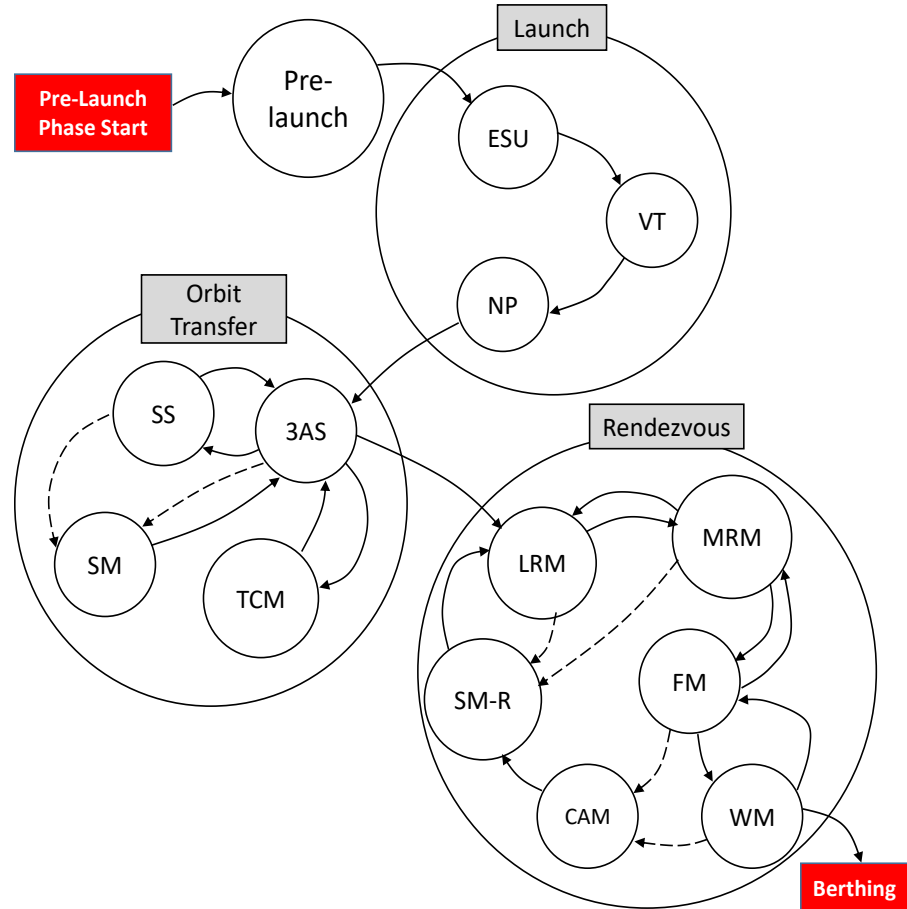 Launch
Pre-Launch
Phase Start
Pre-
launch
ESU
VT
NP
Orbit
Transfer
SS
3AS
SM
TCM
Rendezvous
LRM
MRM
SM-R
FM
CAM
WM
Berthing